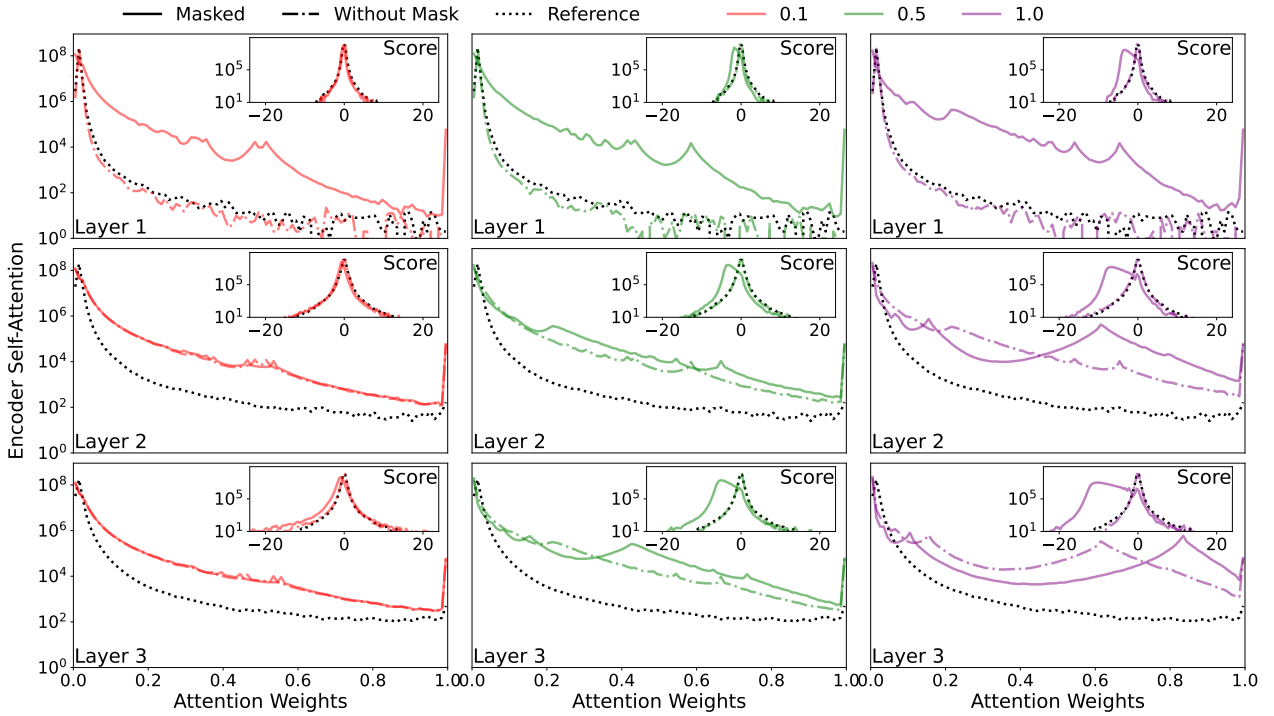 Masked Without Mask Reference 0.1 0.5 1.0
Encoder Self-Attention
10^8 10^6 10^4 10^2 10^0
Score 10^5 10^1 −20 0 20
Layer 1
Score 10^5 10^1 −20 0 20
Layer 1
Score 10^5 10^1 −20 0 20
Layer 1
10^8 10^6 10^4 10^2 10^0
Score 10^5 10^1 −20 0 20
Layer 2
Score 10^5 10^1 −20 0 20
Layer 2
Score 10^5 10^1 −20 0 20
Layer 2
10^8 10^6 10^4 10^2 10^0
Score 10^5 10^1 −20 0 20
Layer 3
Score 10^5 10^1 −20 0 20
Layer 3
Score 10^5 10^1 −20 0 20
Layer 3
0.0 0.2 0.4 0.6 0.8 1.0 0.0 0.2 0.4 0.6 0.8 1.0 0.0 0.2 0.4 0.6 0.8 1.0
Attention Weights Attention Weights Attention Weights